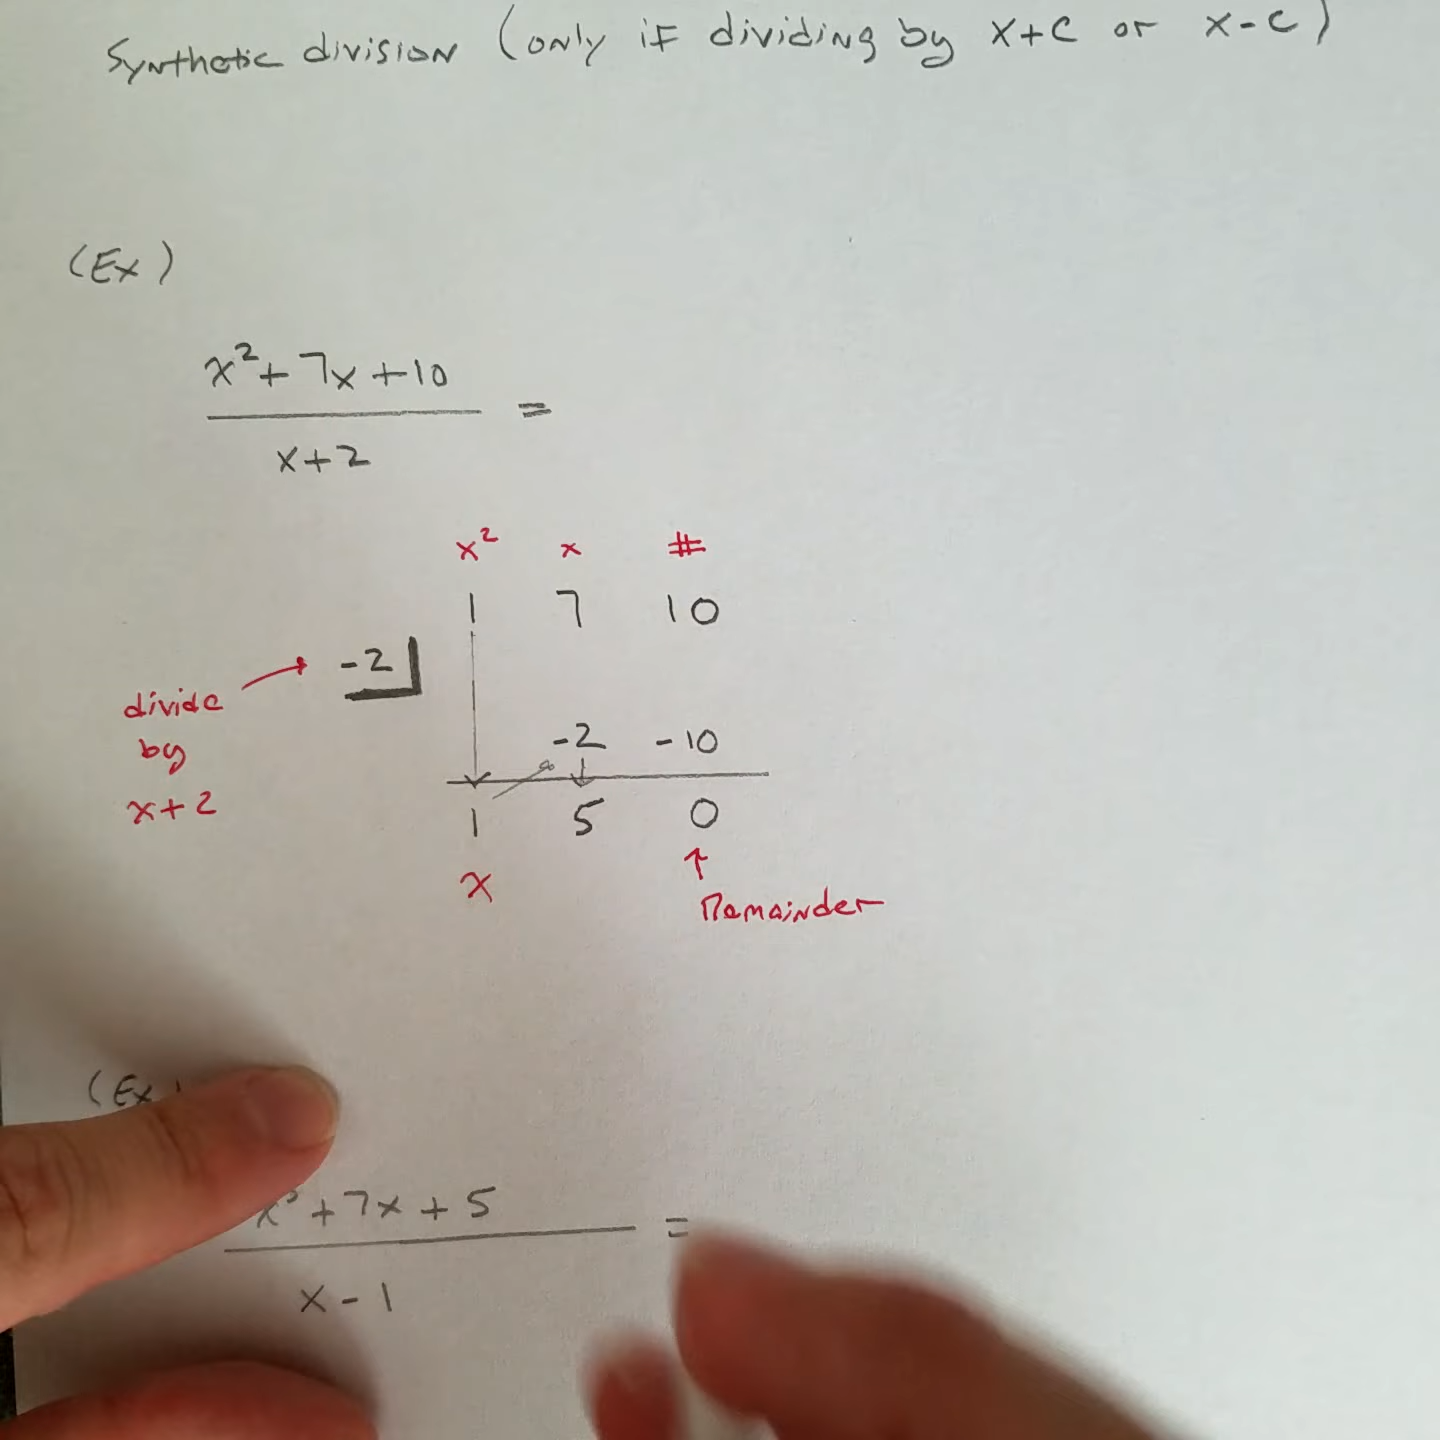 Synthetic division (only if dividing by x+c or x-c)
(Ex)
x²+7x+10
=
x+2
x² x #
1 7 10
-2
divide
by
x+2
-2 -10
1 5 0
x
Remainder
(Ex
+7x+5
=
x-1